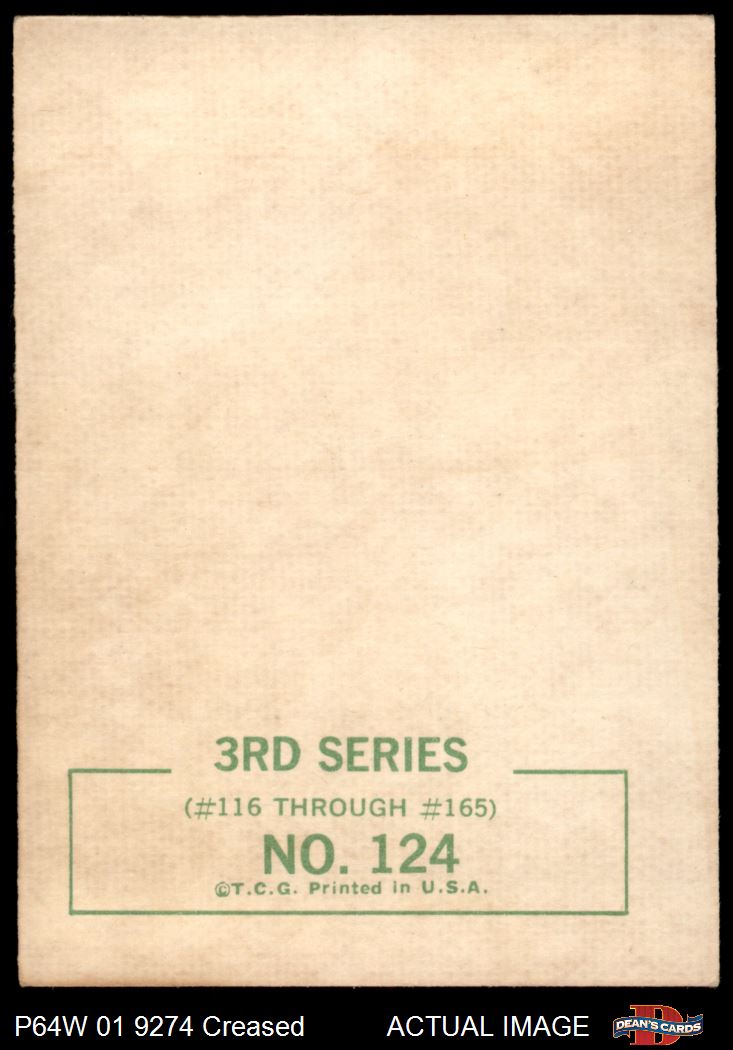 3RD SERIES
(#116 THROUGH #165)
NO. 124
©T.C.G. Printed in U.S.A.
P64W 01 9274 Creased ACTUAL IMAGE
D
DEAN'S CARDS